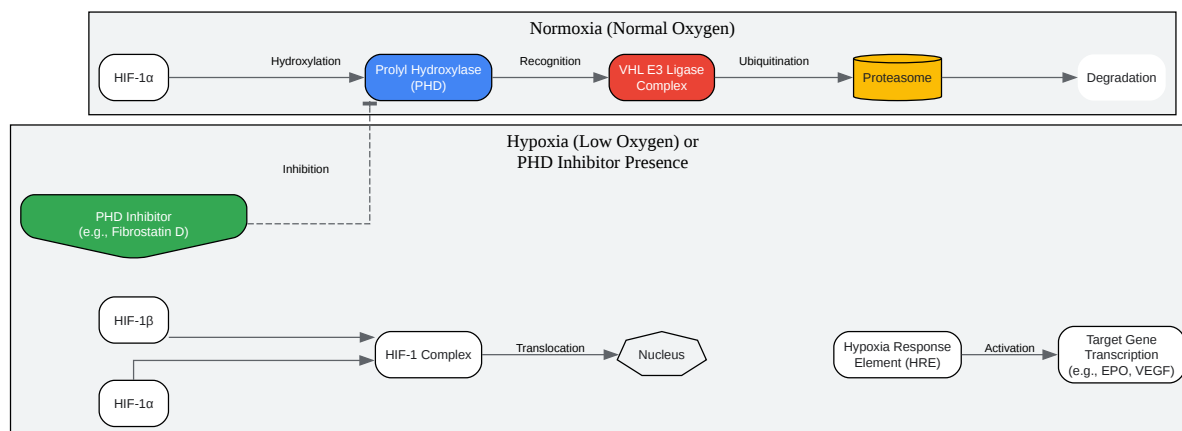 Normoxia (Normal Oxygen)
HIF-1α
Hydroxylation
Prolyl Hydroxylase
(PHD)
Recognition
VHL E3 Ligase
Complex
Ubiquitination
Proteasome
Degradation
Hypoxia (Low Oxygen) or
PHD Inhibitor Presence
Inhibition
PHD Inhibitor
(e.g., Fibrostatin D)
HIF-1β
HIF-1α
HIF-1 Complex
Translocation
Nucleus
Hypoxia Response
Element (HRE)
Activation
Target Gene
Transcription
(e.g., EPO, VEGF)